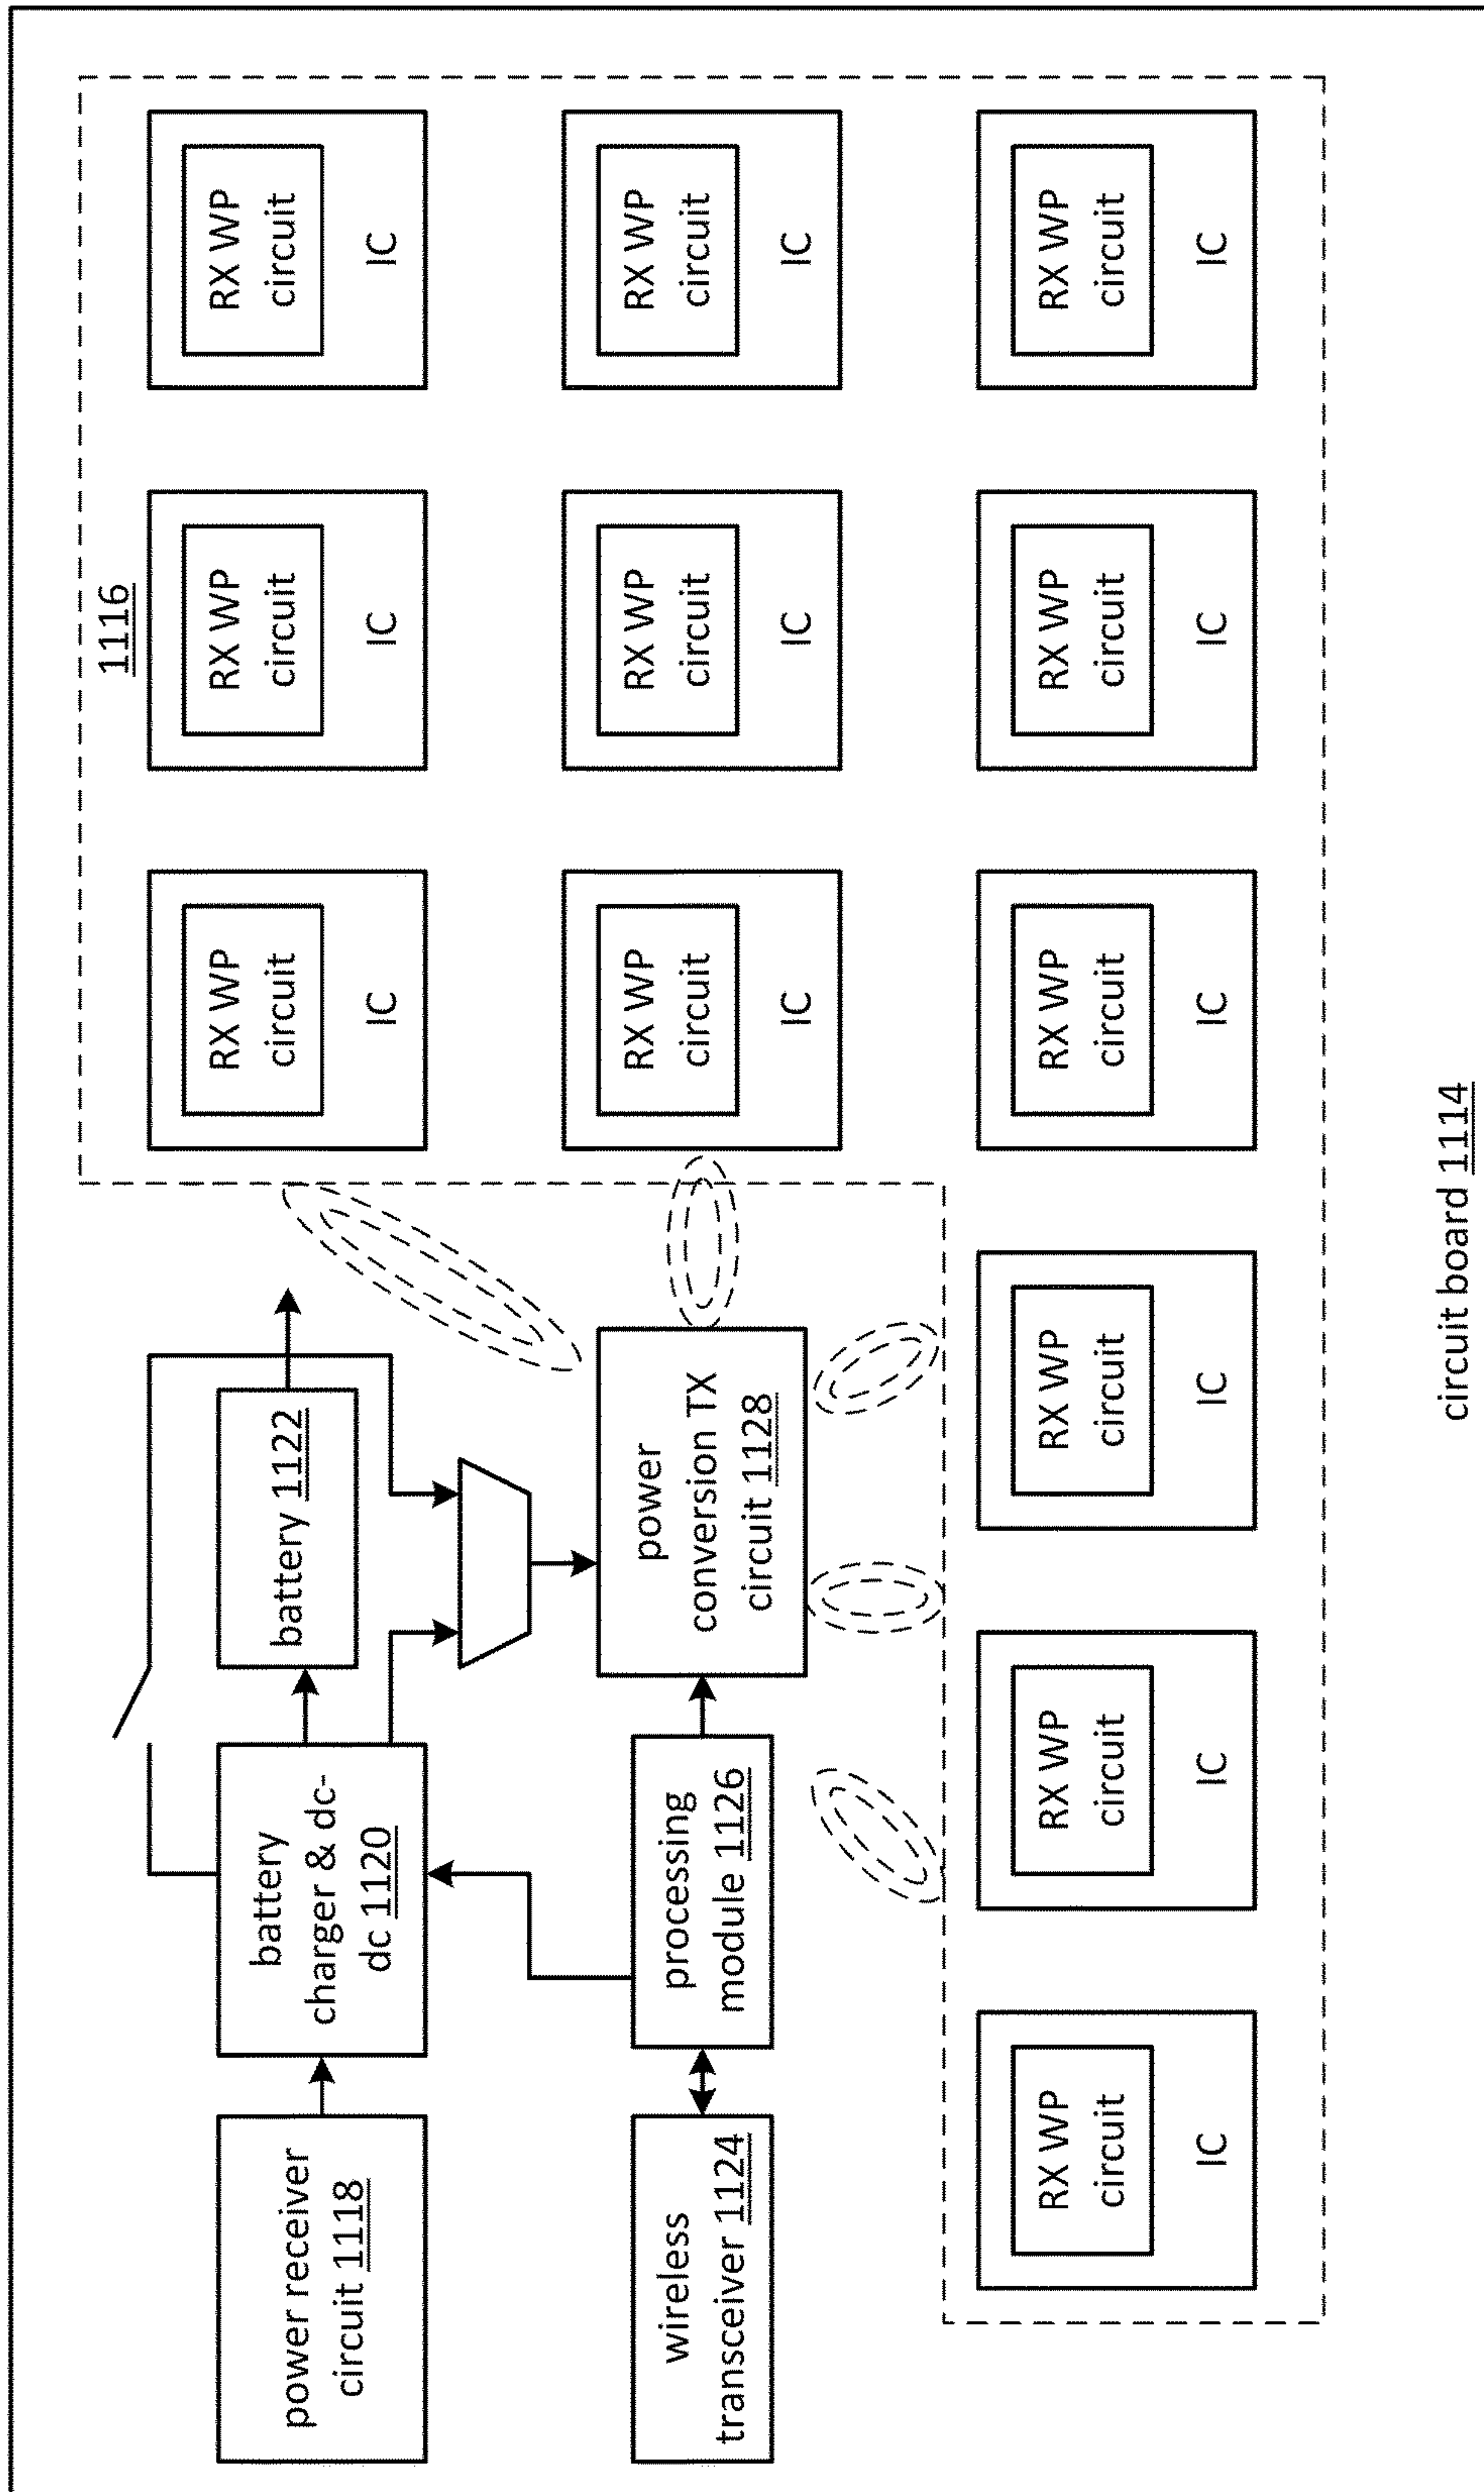 1116
power receiver
circuit 1118
battery
charger & dc-
dc 1120
battery 1122
RX WP
circuit
IC
RX WP
circuit
IC
RX WP
circuit
IC
wireless
transceiver 1124
processing
module 1126
power
conversion TX
circuit 1128
RX WP
circuit
IC
RX WP
circuit
IC
RX WP
circuit
IC
RX WP
circuit
IC
RX WP
circuit
IC
RX WP
circuit
IC
RX WP
circuit
IC
RX WP
circuit
IC
RX WP
circuit
IC
circuit board 1114